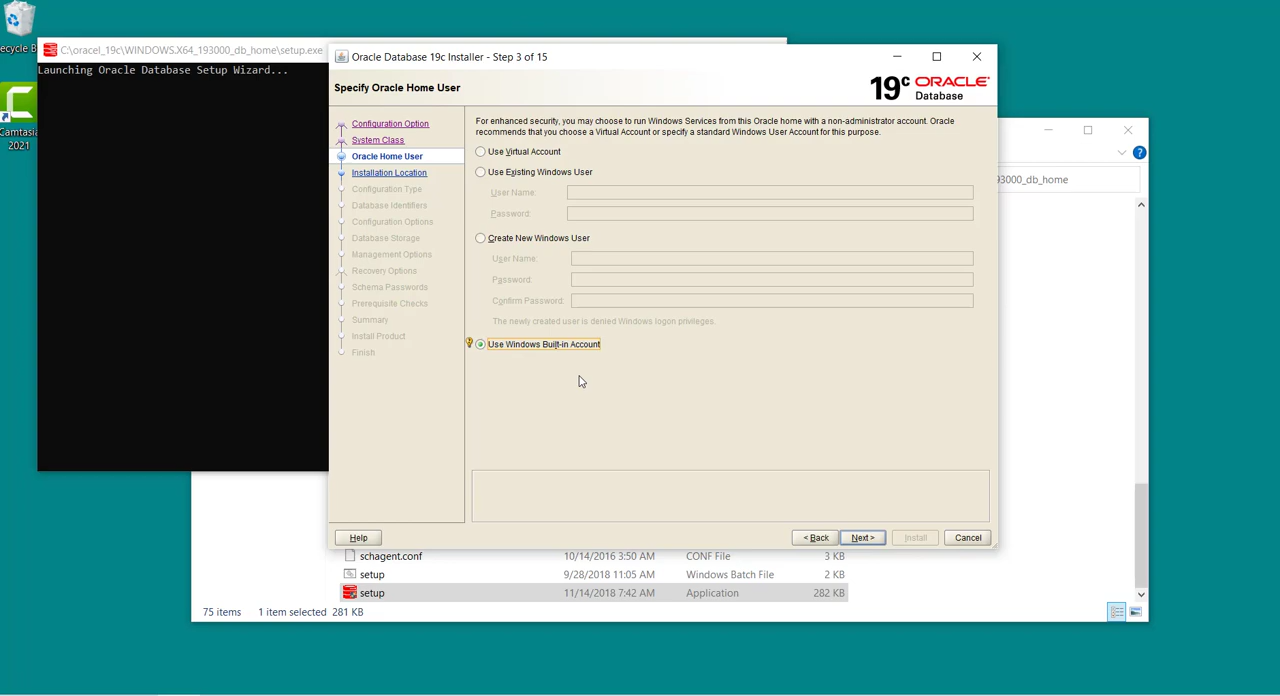 ecycle B
Camtasia
2021
C:\oracel_19c\WINDOWS.X64_193000_db_home\setup.exe
Launching Oracle Database Setup Wizard...
Oracle Database 19c Installer - Step 3 of 15
Specify Oracle Home User
19c ORACLE
Database
Configuration Option
System Class
Oracle Home User
Installation Location
Configuration Type
Database Identifiers
Configuration Options
Database Storage
Management Options
Recovery Options
Schema Passwords
Prerequisite Checks
Summary
Install Product
Finish
For enhanced security, you may choose to run Windows Services from this Oracle home with a non-administrator account. Oracle
recommends that you choose a Virtual Account or specify a standard Windows User Account for this purpose.
Use Virtual Account
Use Existing Windows User
User Name:
Password:
Create New Windows User
User Name:
Password:
Confirm Password:
The newly created user is denied Windows logon privileges.
Use Windows Built-in Account
Help
< Back
Next >
Install
Cancel
93000_db_home
schagent.conf 10/14/2016 3:50 AM CONF File 3 KB
setup 9/28/2018 11:05 AM Windows Batch File 2 KB
setup 11/14/2018 7:42 AM Application 282 KB
75 items 1 item selected 281 KB